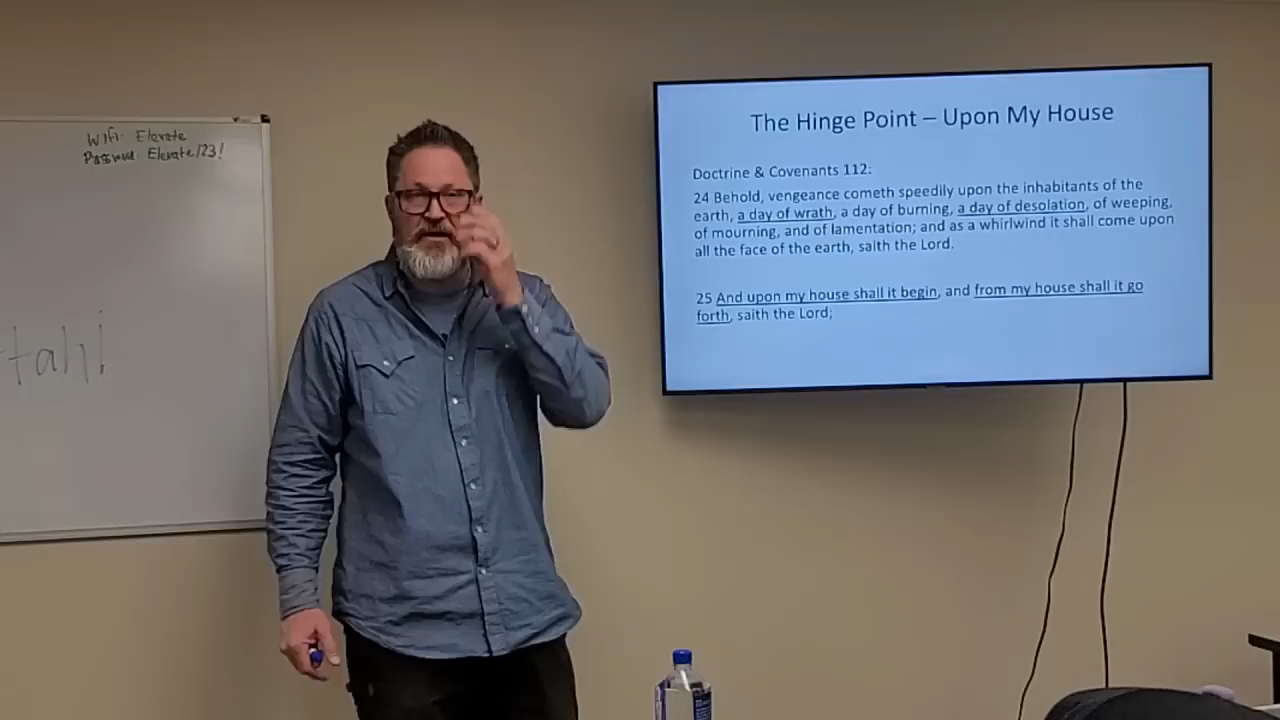 Wifi: Elevate
Elevate123!
tah!
The Hinge Point – Upon My House
Doctrine & Covenants 112:
24 Behold, vengeance cometh speedily upon the inhabitants of the
earth, a day of wrath, a day of burning, a day of desolation, of weeping,
of mourning, and of lamentation; and as a whirlwind it shall come upon
all the face of the earth, saith the Lord.
25 And upon my house shall it begin, and from my house shall it go
forth, saith the Lord;